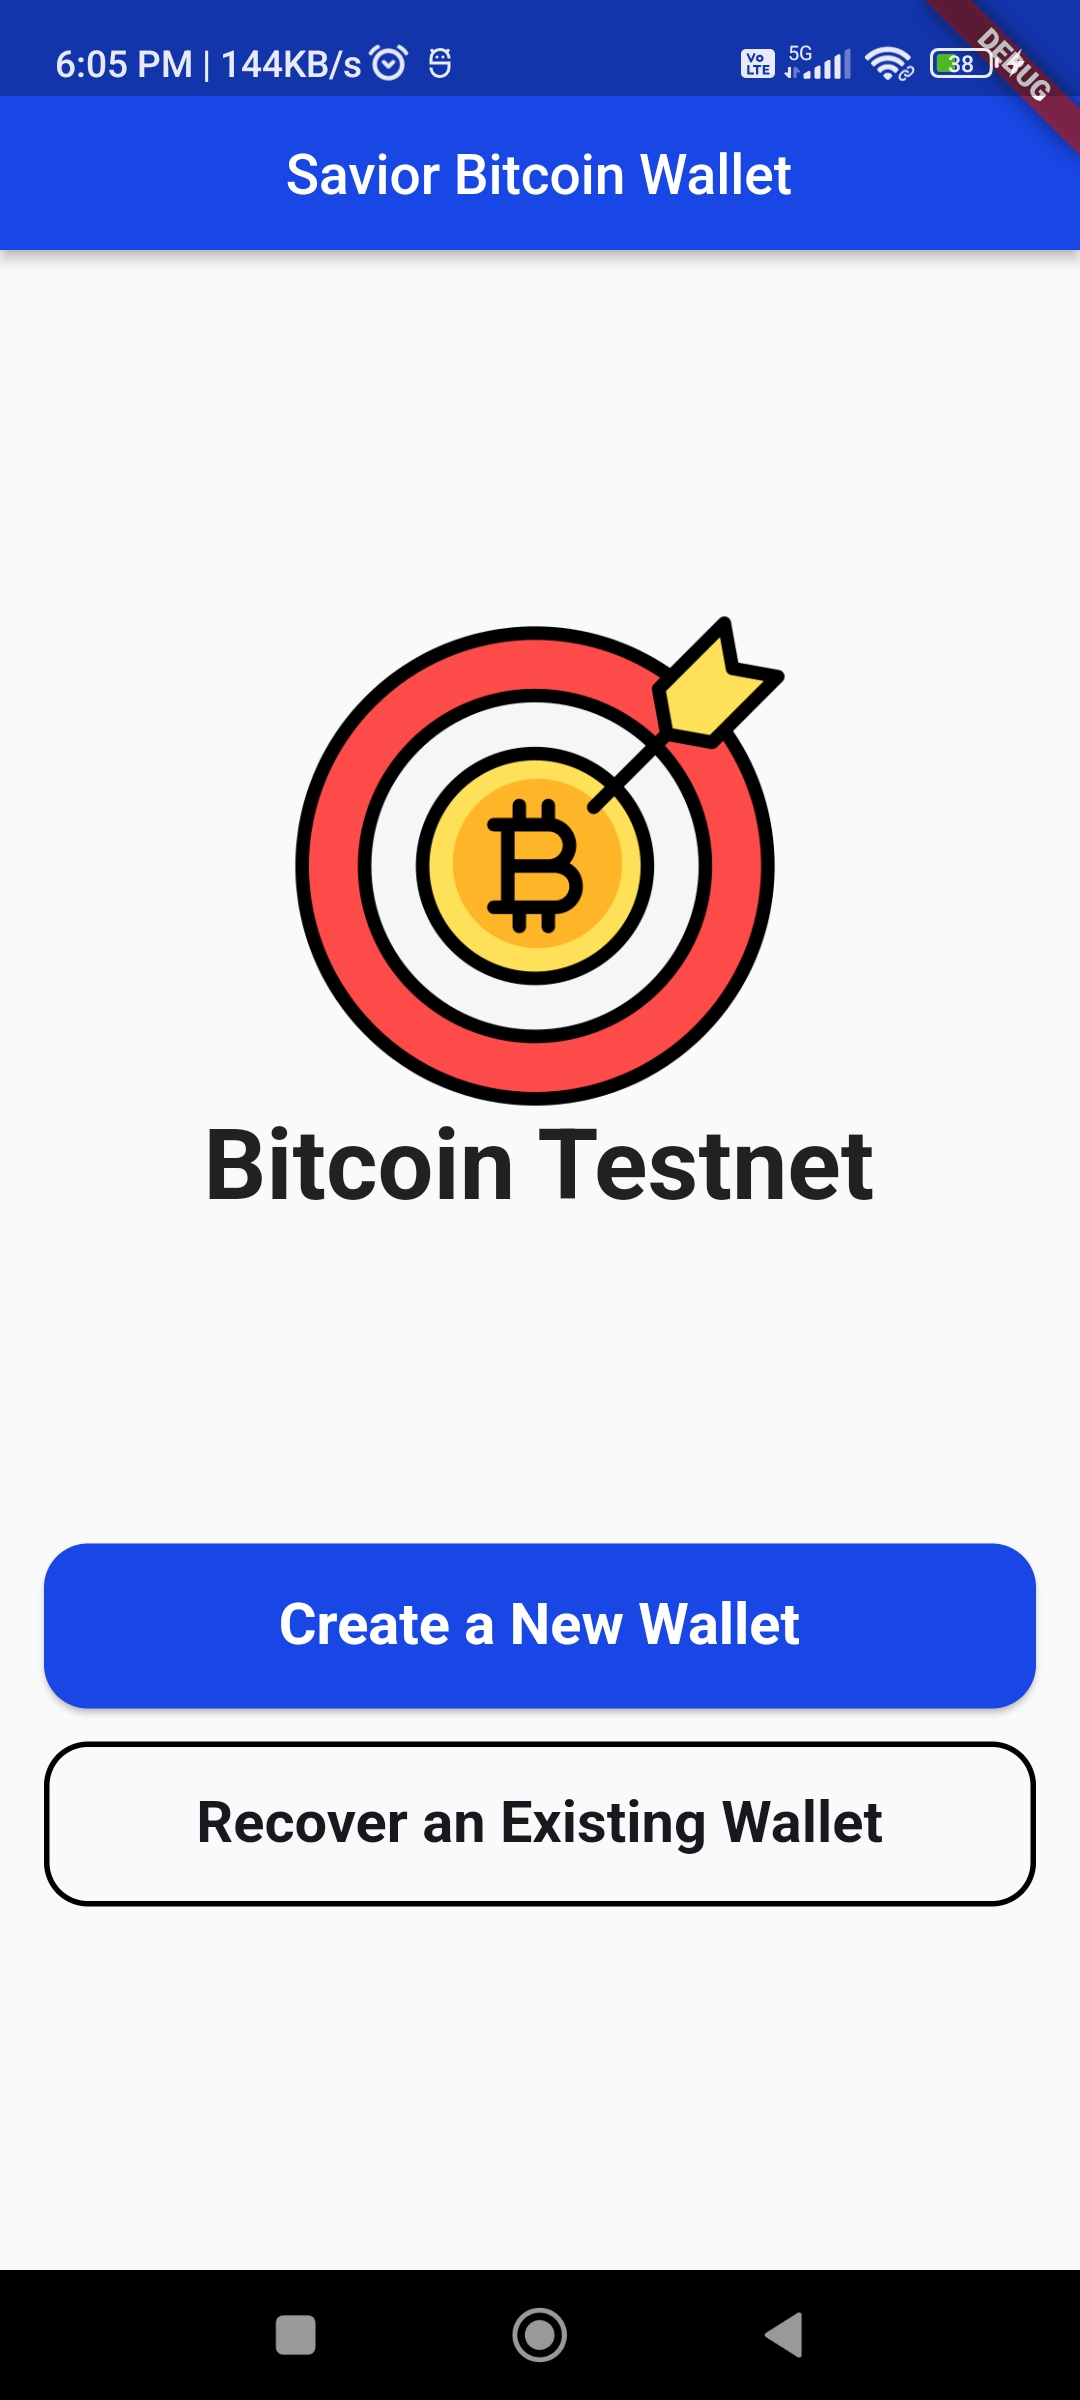 6:05 PM | 144KB/s
Vo
LTE
5G
38
DEBUG
Savior Bitcoin Wallet
Bitcoin Testnet
Create a New Wallet
Recover an Existing Wallet